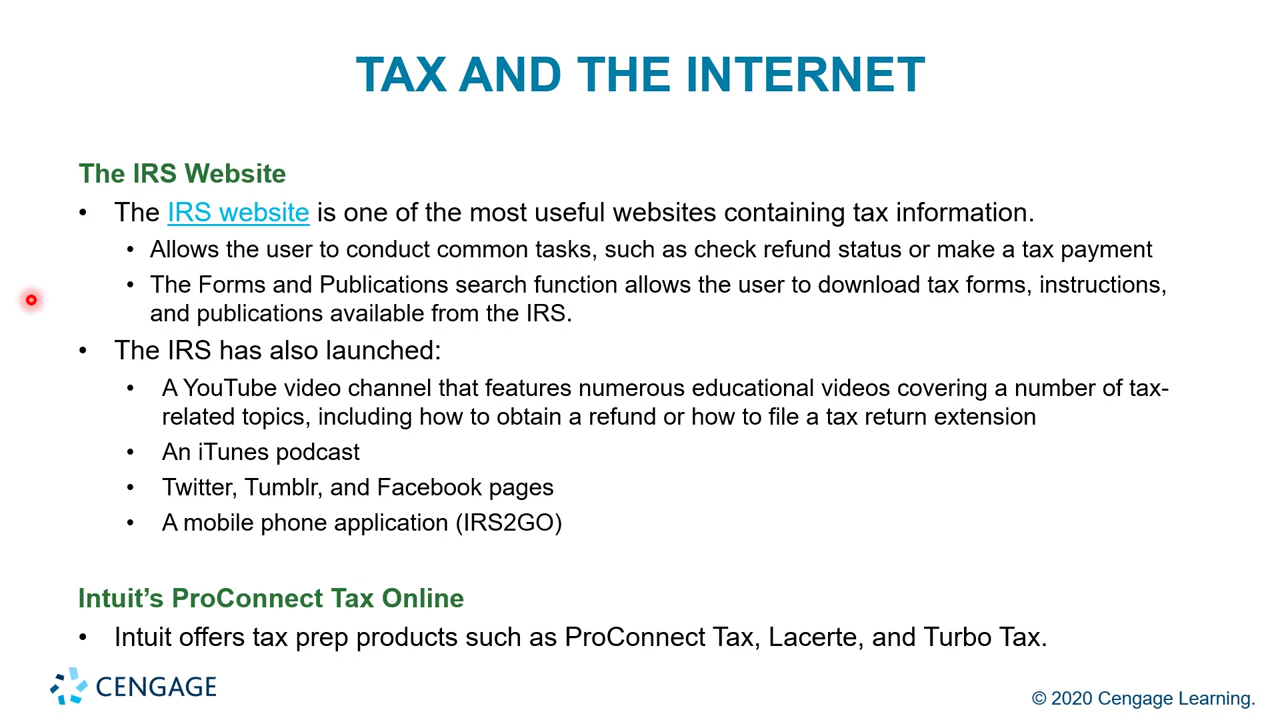 TAX AND THE INTERNET
The IRS Website
• The IRS website is one of the most useful websites containing tax information.
• Allows the user to conduct common tasks, such as check refund status or make a tax payment
• The Forms and Publications search function allows the user to download tax forms, instructions,
and publications available from the IRS.
• The IRS has also launched:
• A YouTube video channel that features numerous educational videos covering a number of tax-
related topics, including how to obtain a refund or how to file a tax return extension
• An iTunes podcast
• Twitter, Tumblr, and Facebook pages
• A mobile phone application (IRS2GO)
Intuit’s ProConnect Tax Online
• Intuit offers tax prep products such as ProConnect Tax, Lacerte, and Turbo Tax.
CENGAGE
© 2020 Cengage Learning.